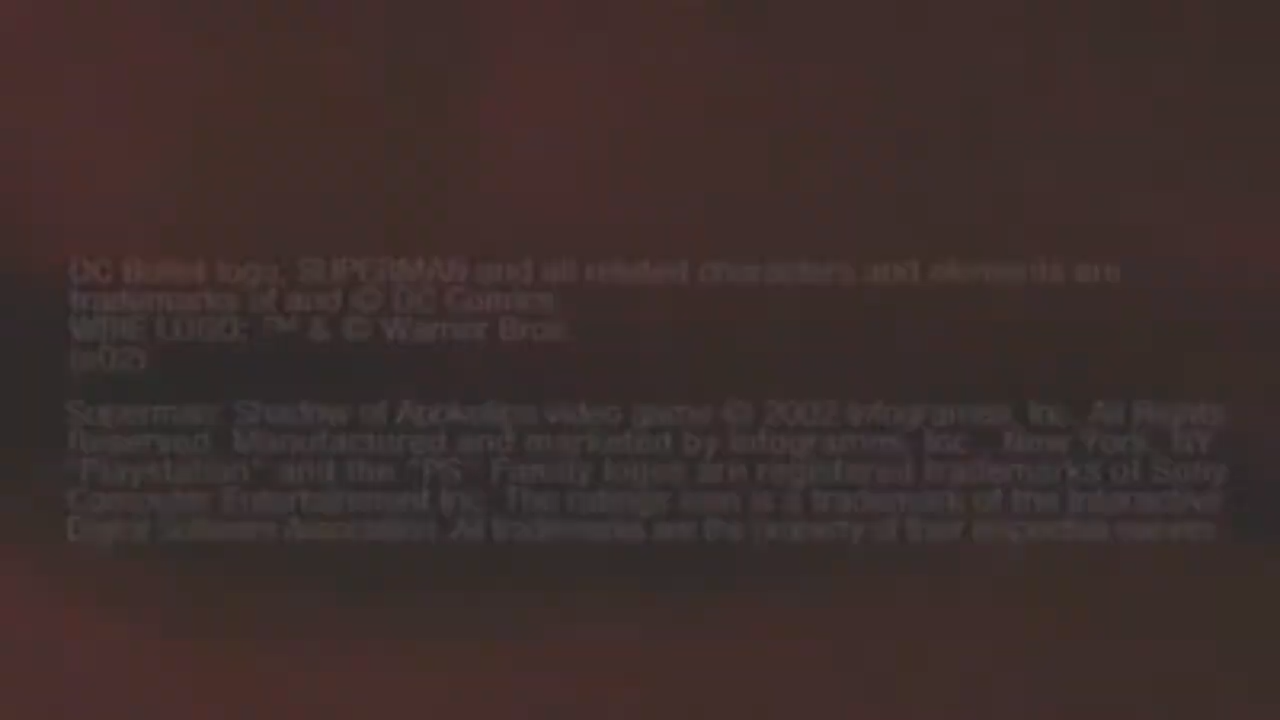 DC Bullet logo, SUPERMAN and all related characters and elements are
trademarks of and © DC Comics.
WBIE LOGO: ™ & © Warner Bros.
(s02)
Superman: Shadow of Apokolips video game © 2002 Infogrames, Inc. All Rights
Reserved. Manufactured and marketed by Infogrames, Inc., New York, NY.
"Playstation" and the "PS" Family logos are registered trademarks of Sony
Computer Entertainment Inc. The ratings icon is a trademark of the Interactive
Digital Software Association. All trademarks are the property of their respective owners.